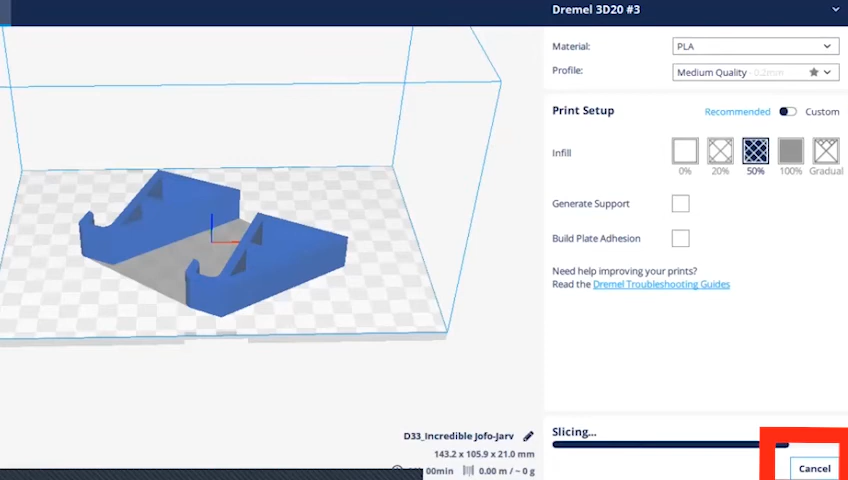 Dremel 3D20 #3
Material:
PLA
Profile:
Medium Quality - 0.2mm
Print Setup
Recommended
Custom
Infill
0%
20%
50%
100%
Gradual
Generate Support
Build Plate Adhesion
Need help improving your prints?
Read the Dremel Troubleshooting Guides
D33_Incredible Jofo-Jarv
143.2 x 105.9 x 21.0 mm
00min
0.00 m / ~ 0 g
Slicing...
Cancel